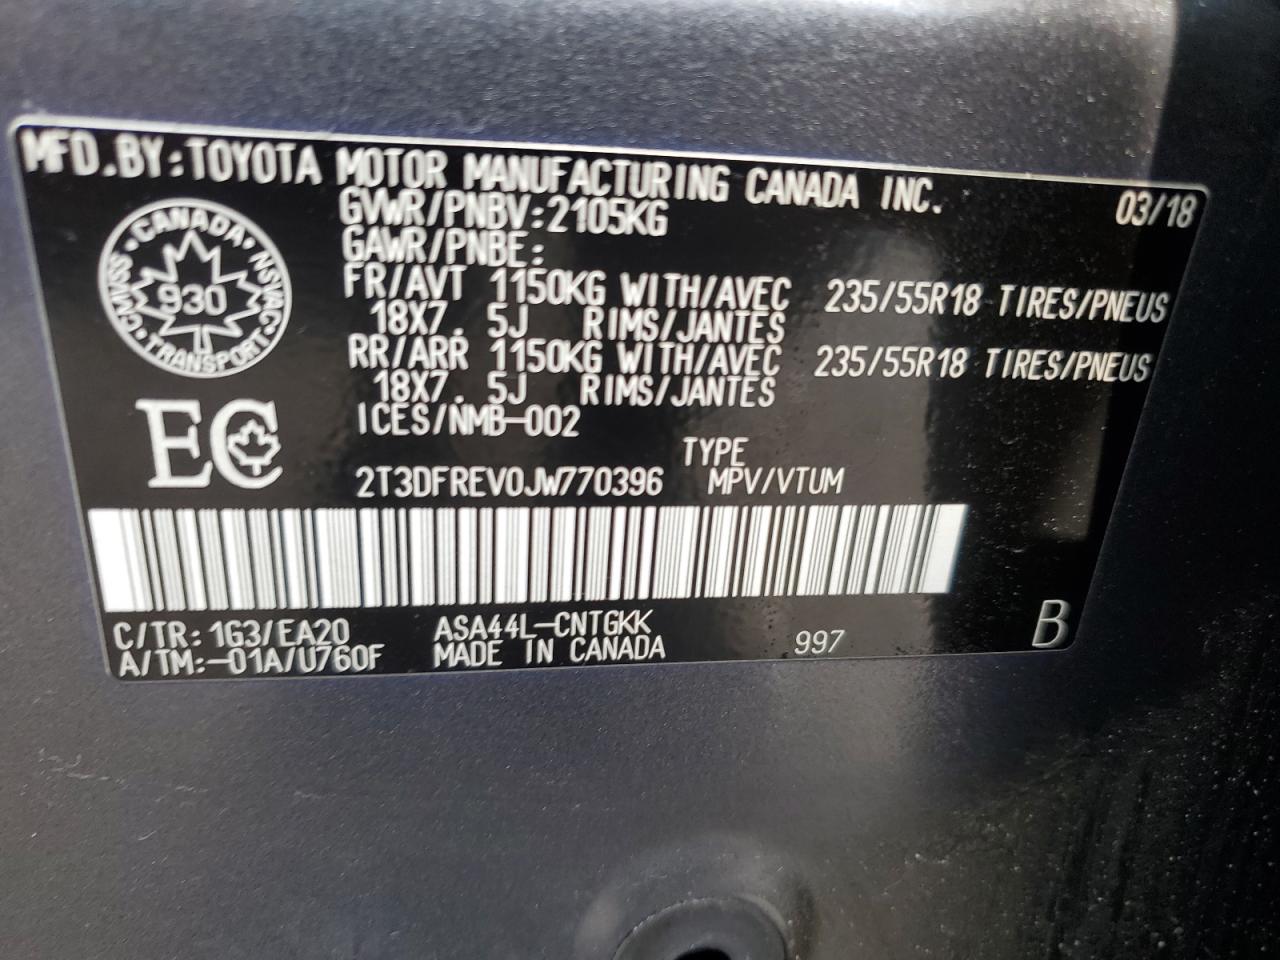 MFD.BY:TOYOTA MOTOR MANUFACTURING CANADA INC. 03/18
GVWR/PNBV:2105KG
GAWR/PNBE:
FR/AVT 1150KG WITH/AVEC 235/55R18 TIRES/PNEUS
18X7. 5J RIMS/JANTES
RR/ARR 1150KG WITH/AVEC 235/55R18 TIRES/PNEUS
18X7. 5J RIMS/JANTES
ICES/NMB-002
CANADA
CMVSS 930 NSVAC
TRANSPORT
EC
TYPE
2T3DFREV0JW770396 MPV/VTUM
C/TR: 1G3/EA20 ASA44L-CNTGKK
A/TM:-01A/U760F MADE IN CANADA 997 B